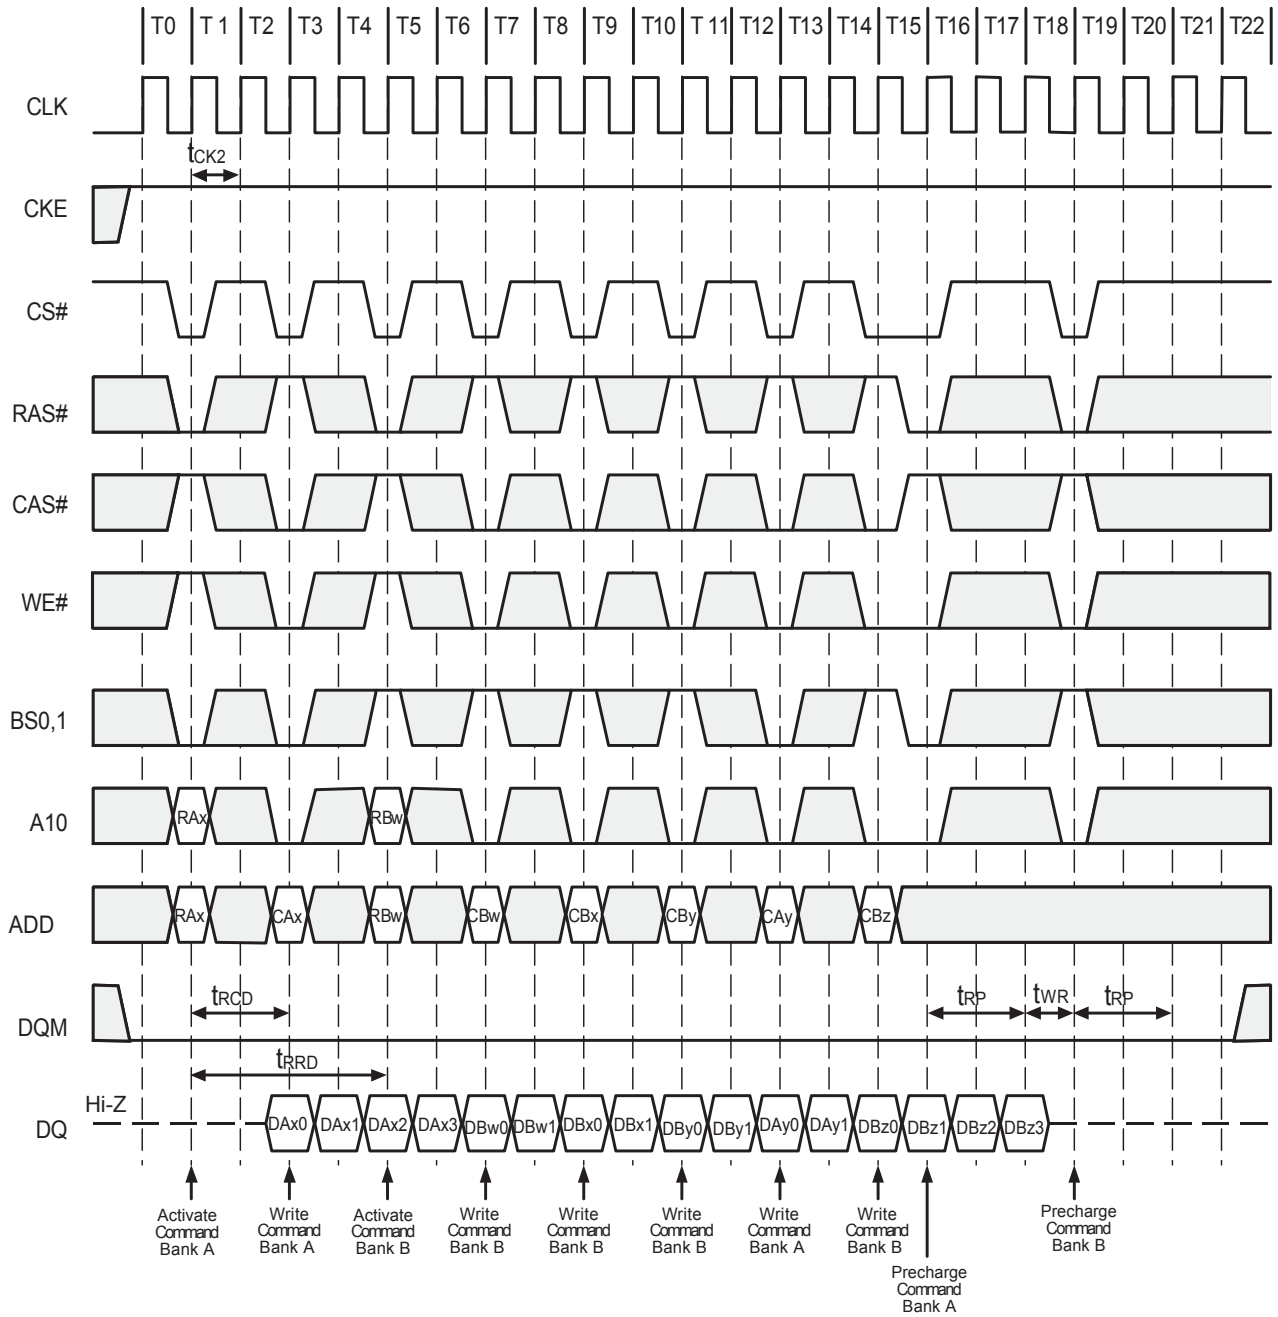 T0 T 1 T2 T3 T4 T5 T6 T7 T8 T9 T10 T 11 T12 T13 T14 T15 T16 T17 T18 T19 T20 T21 T22
CLK
tCK2
CKE
CS#
RAS#
CAS#
WE#
BS0,1
A10 RAx RBw
ADD RAx CAx RBw CBw CBx CBy CAy CBz
DQM tRCD tRP tWR tRP
tRRD
Hi-Z
DQ DAx0 DAx1 DAx2 DAx3 DBw0 DBw1 DBx0 DBx1 DBy0 DBy1 DAy0 DAy1 DBz0 DBz1 DBz2 DBz3
Activate
Command
Bank A
Write
Command
Bank A
Activate
Command
Bank B
Write
Command
Bank B
Write
Command
Bank B
Write
Command
Bank B
Write
Command
Bank A
Write
Command
Bank B
Precharge
Command
Bank A
Precharge
Command
Bank B